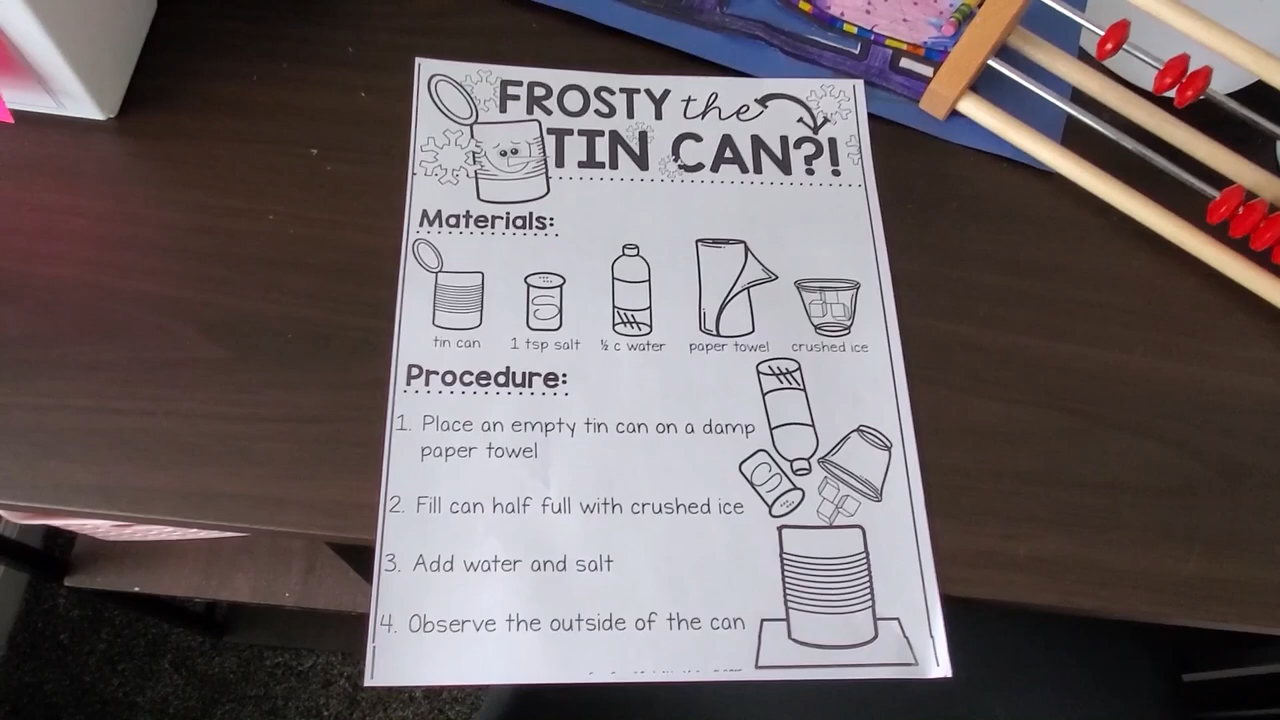 FROSTY the
TIN CAN?!
Materials:
tin can 1 tsp salt ½ c water paper towel crushed ice
Procedure:
1. Place an empty tin can on a damp
paper towel
2. Fill can half full with crushed ice
3. Add water and salt
4. Observe the outside of the can